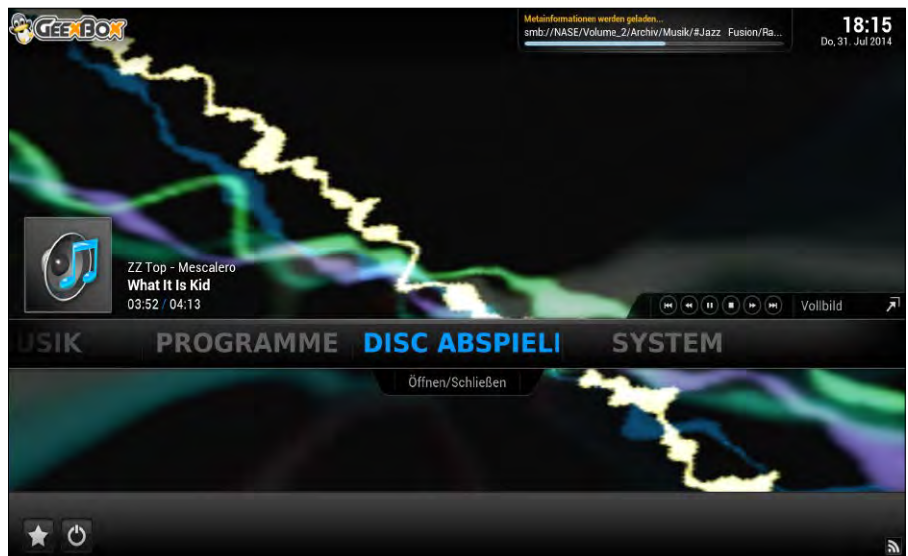 GEEXBOX
Metainformationen werden geladen...
smb://NASE/Volume_2/Archiv/Musik/#Jazz Fusion/Ra...
18:15
Do, 31. Jul 2014
ZZ Top - Mescalero
What It Is Kid
03:52 / 04:13
Vollbild
USIK PROGRAMME DISC ABSPIELI SYSTEM
Öffnen/Schließen